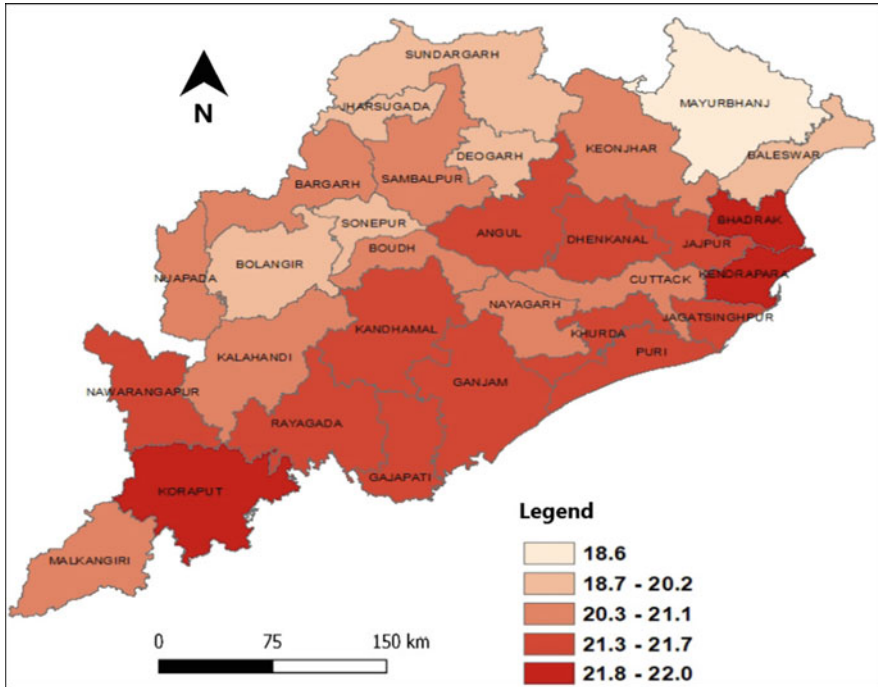 SUNDARGARH
N
JHARSUGADA
MAYURBHANJ
DEOGARH
KEONJHAR
BALESWAR
BARGARH
SAMBALPUR
SONEPUR
BHADRAK
ANGUL
DHENKANAL
JAJPUR
BOUDH
BOLANGIR
NUAPADA
CUTTACK
KENDRAPARA
NAYAGARH
JAGATSINGHPUR
KANDHAMAL
KHURDA
KALAHANDI
PURI
GANJAM
NAWARANGAPUR
RAYAGADA
GAJAPATI
KORAPUT
MALKANGIRI
Legend
18.6
18.7 - 20.2
20.3 - 21.1
21.3 - 21.7
21.8 - 22.0
0 75 150 km